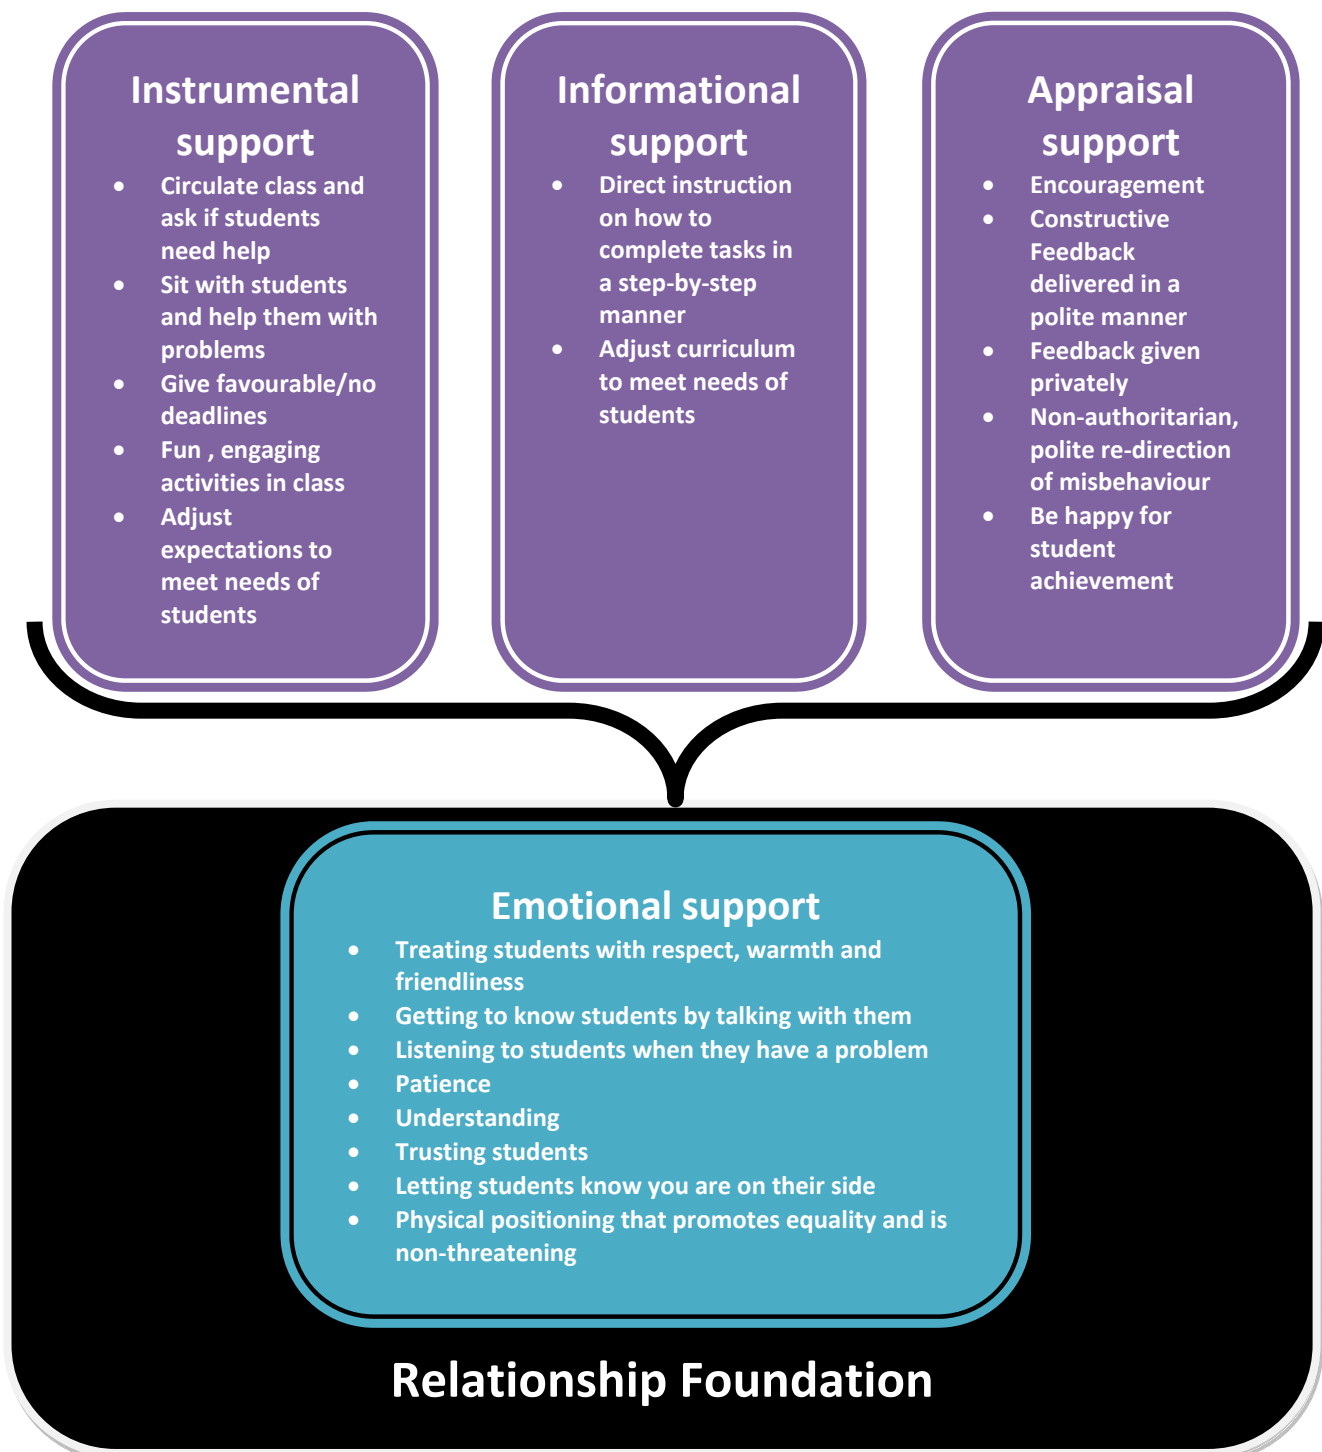 Instrumental
support
• Circulate class and
ask if students
need help
• Sit with students
and help them with
problems
• Give favourable/no
deadlines
• Fun , engaging
activities in class
• Adjust
expectations to
meet needs of
students
Informational
support
• Direct instruction
on how to
complete tasks in
a step-by-step
manner
• Adjust curriculum
to meet needs of
students
Appraisal
support
• Encouragement
• Constructive
Feedback
delivered in a
polite manner
• Feedback given
privately
• Non-authoritarian,
polite re-direction
of misbehaviour
• Be happy for
student
achievement
Emotional support
• Treating students with respect, warmth and
friendliness
• Getting to know students by talking with them
• Listening to students when they have a problem
• Patience
• Understanding
• Trusting students
• Letting students know you are on their side
• Physical positioning that promotes equality and is
non-threatening
Relationship Foundation